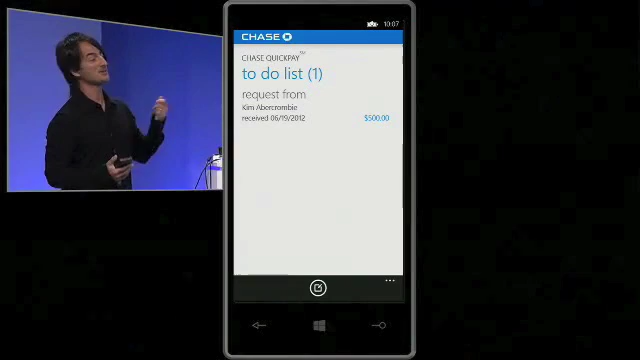 10:07
CHASE
CHASE QUICKPAY℠
to do list (1)
request from
Kim Abercrombie
received 06/19/2012 $500.00